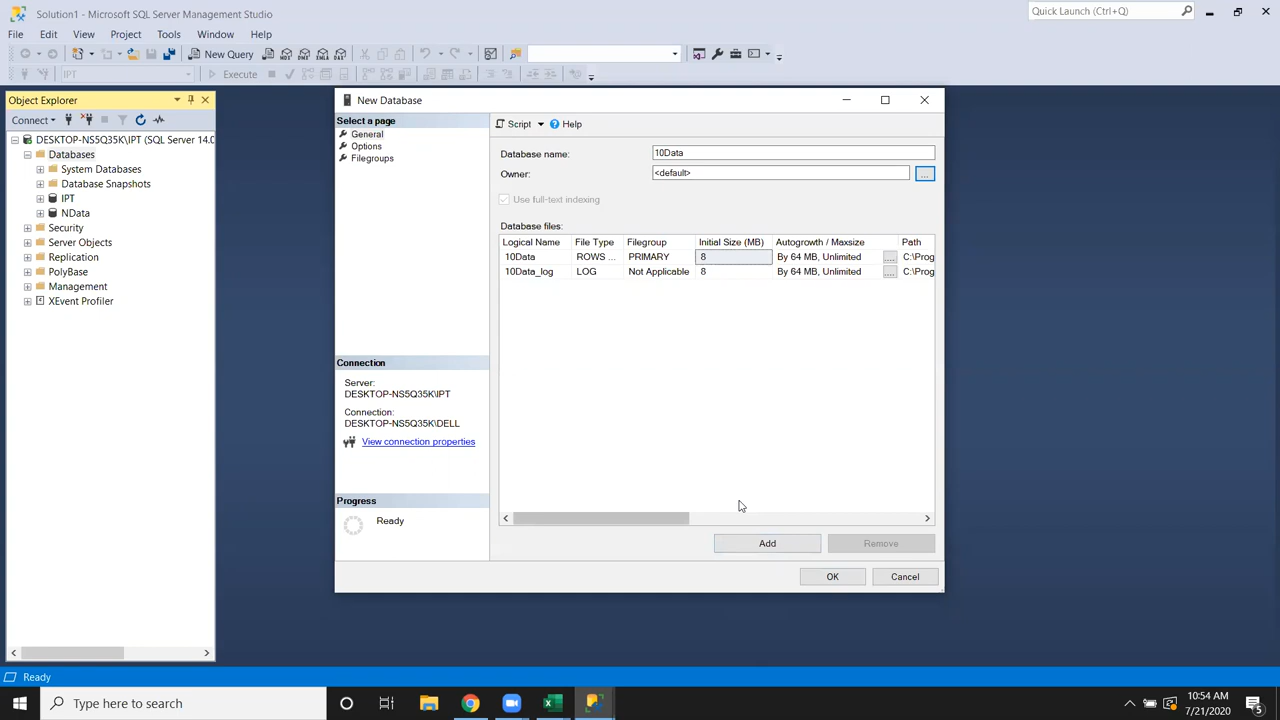 Solution1 - Microsoft SQL Server Management Studio
Quick Launch (Ctrl+Q)
File Edit View Project Tools Window Help
New Query
IPT Execute
Object Explorer
Connect
DESKTOP-NS5Q35K\IPT (SQL Server 14.0
Databases
System Databases
Database Snapshots
IPT
NData
Security
Server Objects
Replication
PolyBase
Management
XEvent Profiler
New Database
Select a page
General
Options
Filegroups
Script Help
Database name: 10Data
Owner: <default> ...
Use full-text indexing
Database files:
Logical Name File Type Filegroup Initial Size (MB) Autogrowth / Maxsize Path
10Data ROWS ... PRIMARY 8 By 64 MB, Unlimited ... C:\Prog
10Data_log LOG Not Applicable 8 By 64 MB, Unlimited ... C:\Prog
Connection
Server:
DESKTOP-NS5Q35K\IPT
Connection:
DESKTOP-NS5Q35K\DELL
View connection properties
Progress
Ready
Add Remove
OK Cancel
Ready
Type here to search
10:54 AM
7/21/2020
5